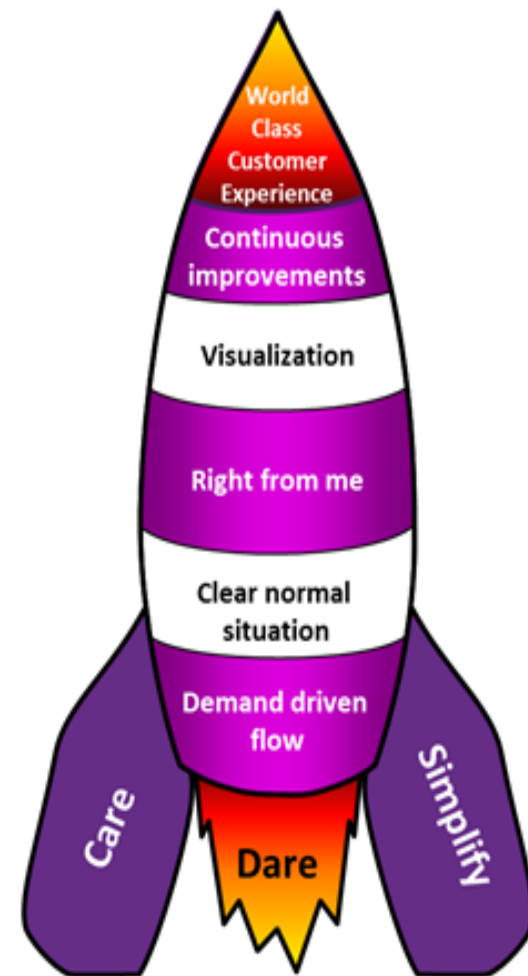 World
Class
Customer
Experience
Continuous
improvements
Visualization
Right from me
Clear normal
situation
Demand driven
flow
Care
Dare
Simplify